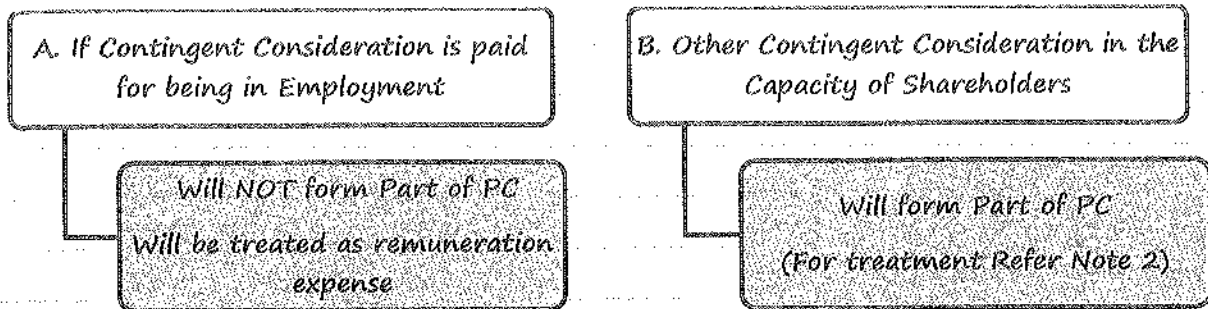 A. If Contingent Consideration is paid
for being in Employment
Will NOT form Part of PC
Will be treated as remuneration
expense
B. Other Contingent Consideration in the
Capacity of Shareholders
Will form Part of PC
(For treatment Refer Note 2)